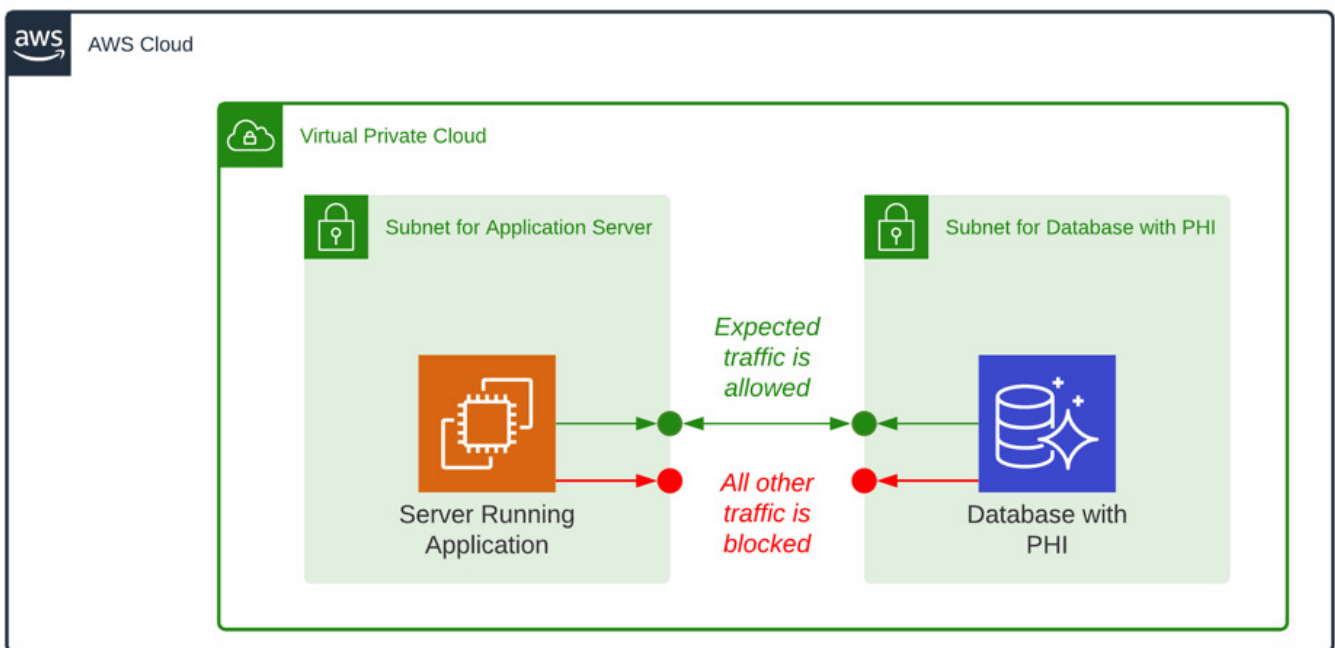 aws
AWS Cloud
Virtual Private Cloud
Subnet for Application Server
Subnet for Database with PHI
Expected
traffic is
allowed
All other
traffic is
blocked
Server Running
Application
Database with
PHI